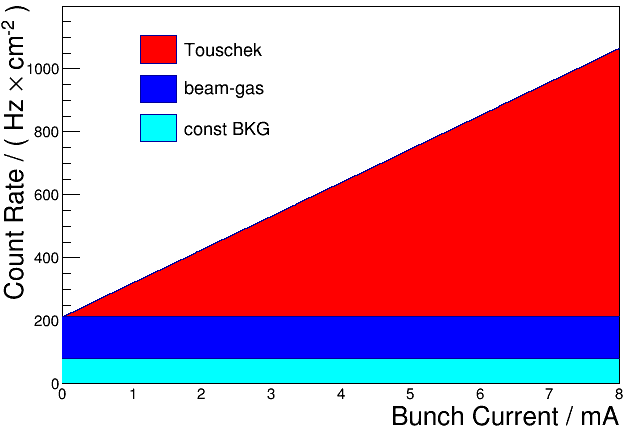 Count Rate / ( Hz × cm⁻² )
1000
800
600
400
200
0
Touschek
beam-gas
const BKG
0 1 2 3 4 5 6 7 8
Bunch Current / mA